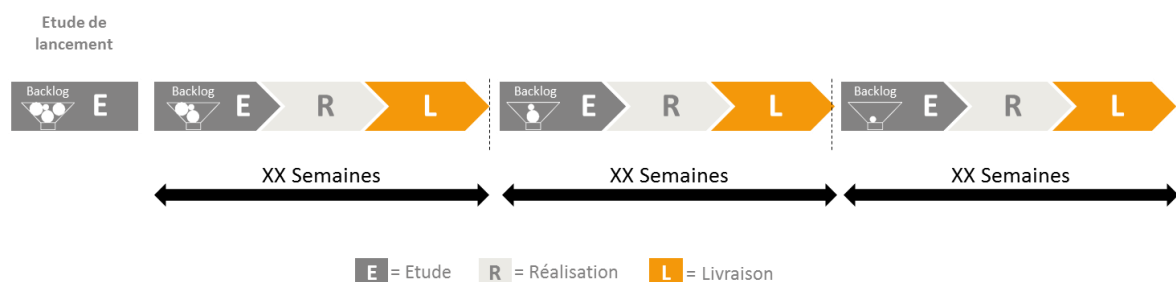 Etude de
lancement
Backlog E
Backlog E R L
Backlog E R L
Backlog E R L
XX Semaines
XX Semaines
XX Semaines
E = Etude R = Réalisation L = Livraison